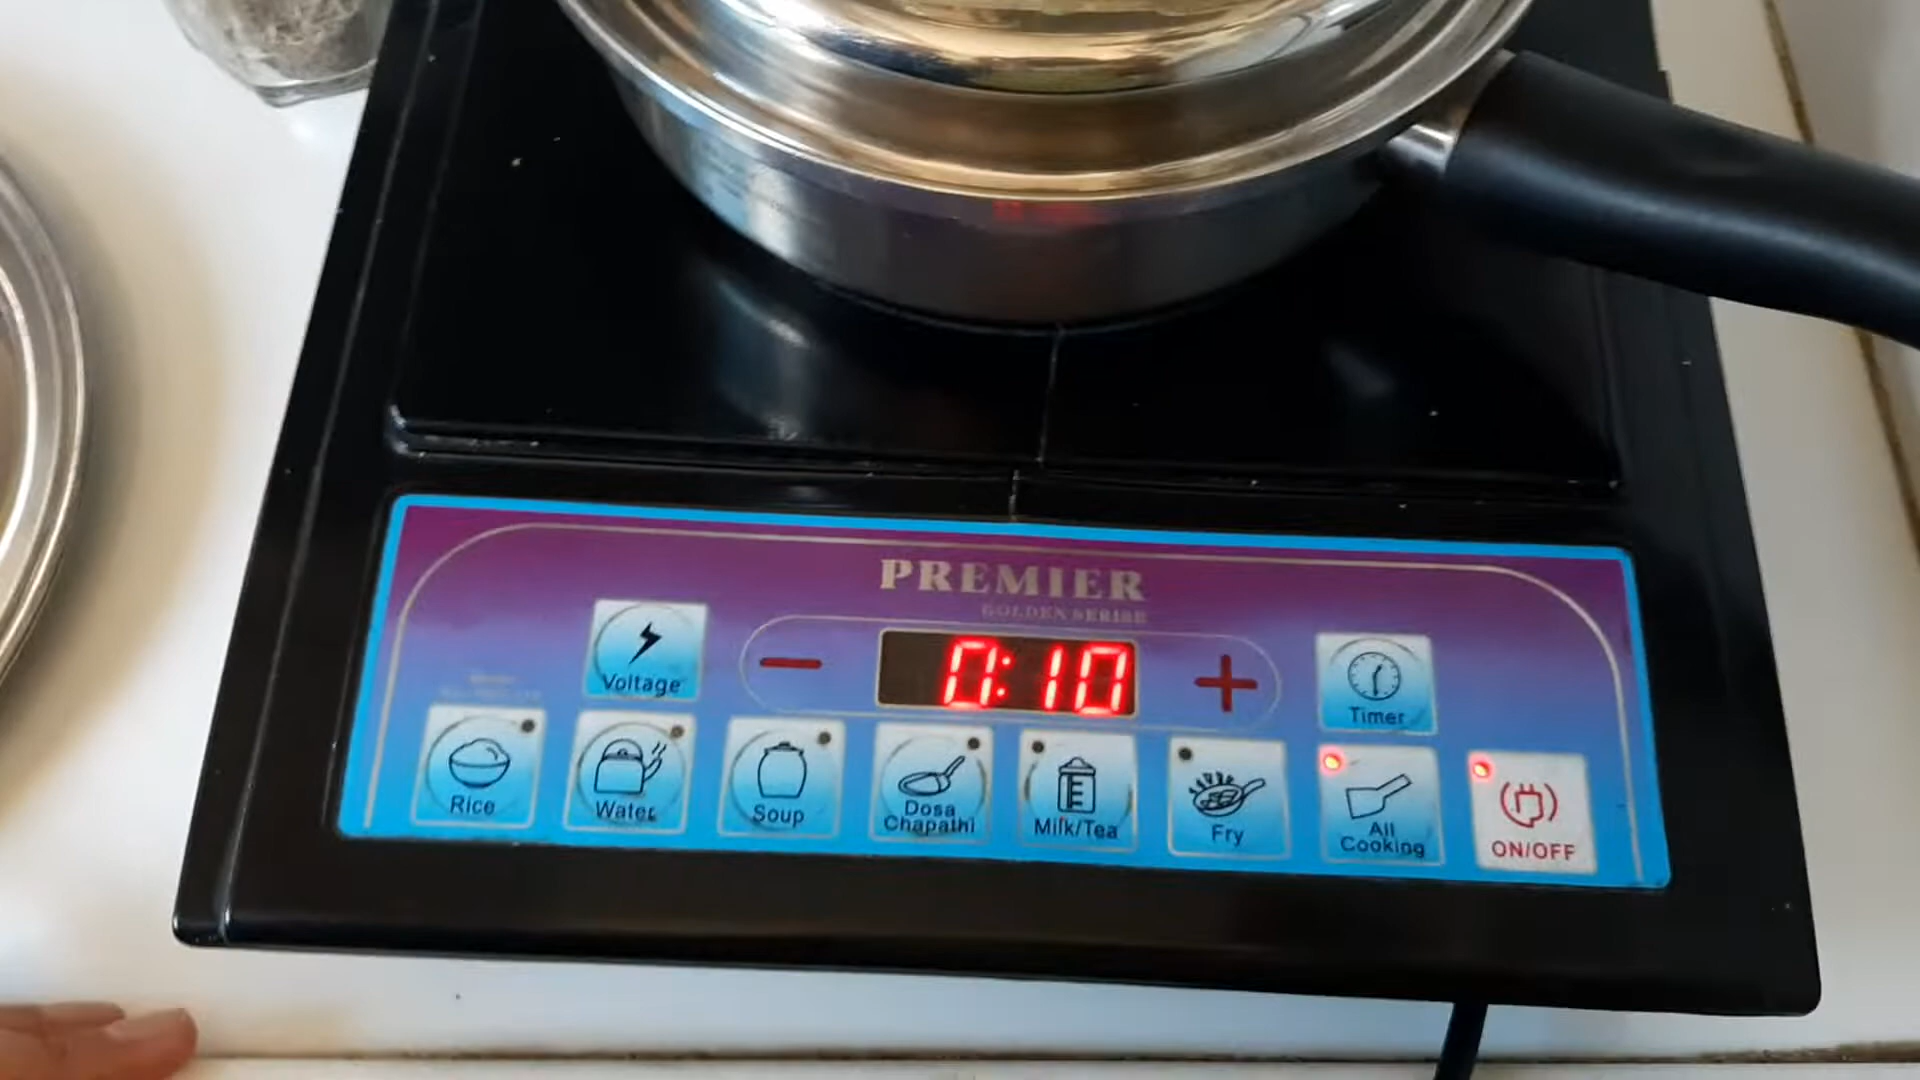 PREMIER
GOLDEN SERISE
Voltage
0:10
Timer
Rice
Water
Soup
Dosa
Chapathi
Milk/Tea
Fry
All
Cooking
ON/OFF